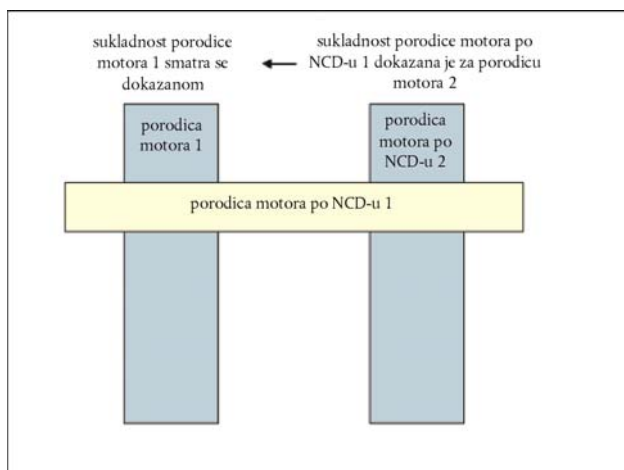 sukladnost porodice
motora 1 smatra se
dokazanom
sukladnost porodice motora po
NCD-u 1 dokazana je za porodicu
motora 2
porodica
motora 1
porodica
motora po
NCD-u 2
porodica motora po NCD-u 1